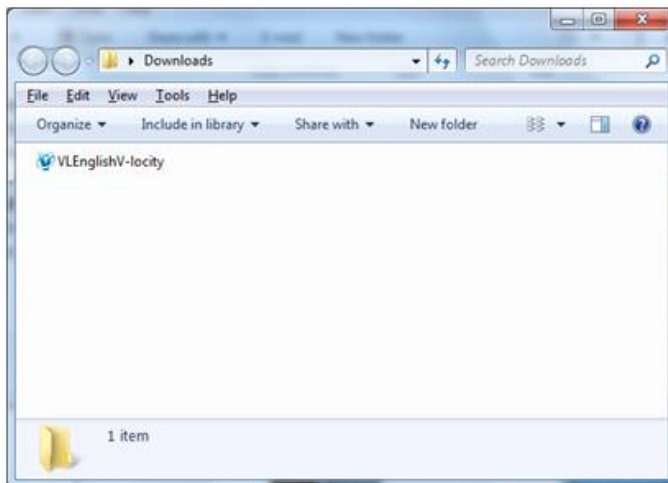 Downloads
Search Downloads
File Edit View Tools Help
Organize Include in library Share with New folder
VLEnglishV-locity
1 item